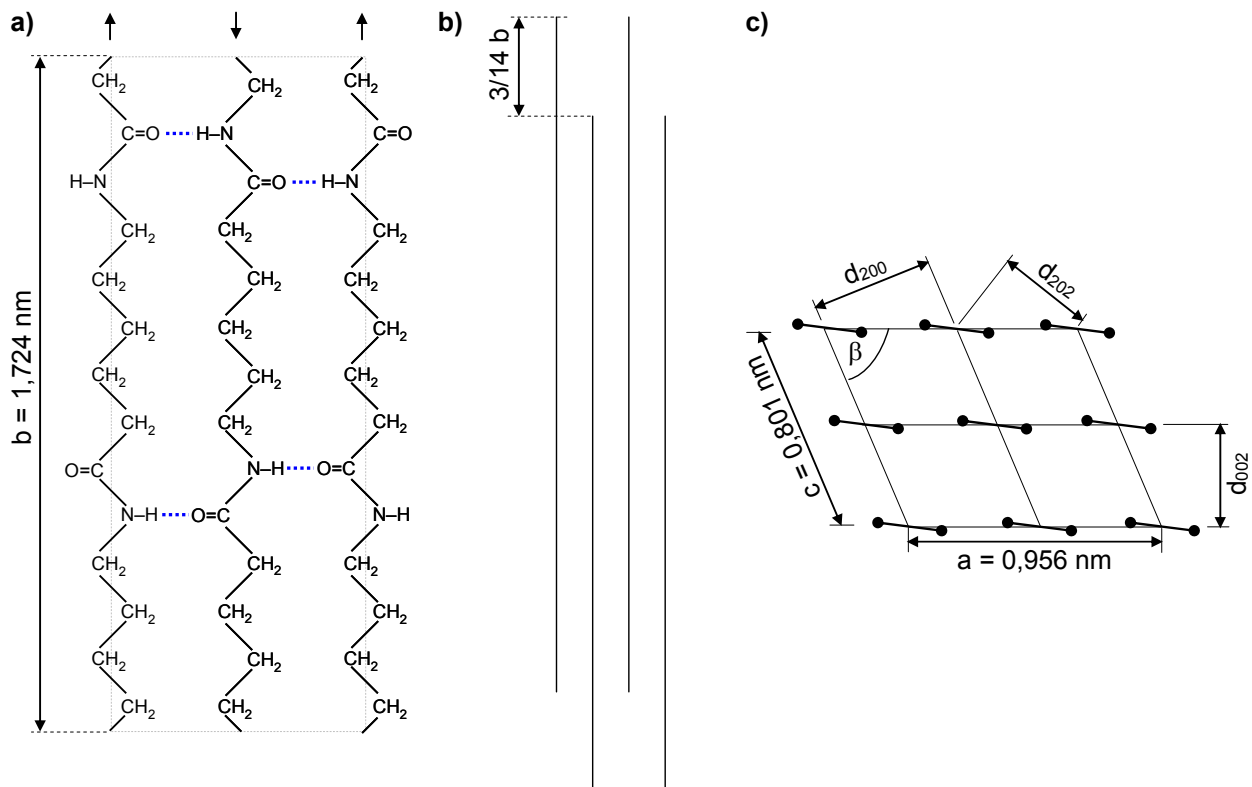 a)
b = 1,724 nm
CH₂ CH₂ CH₂
C=O H–N C=O
H–N C=O H–N
CH₂ CH₂ CH₂
CH₂ CH₂ CH₂
CH₂ CH₂ CH₂
CH₂ CH₂ CH₂
CH₂ CH₂ CH₂
O=C N–H O=C
N–H O=C N–H
CH₂ CH₂ CH₂
CH₂ CH₂ CH₂
CH₂ CH₂ CH₂
CH₂ CH₂ CH₂
b)
3/14 b
c)
d₂₀₀
d₂₀₂
β
c = 0,801 nm
d₀₀₂
a = 0,956 nm